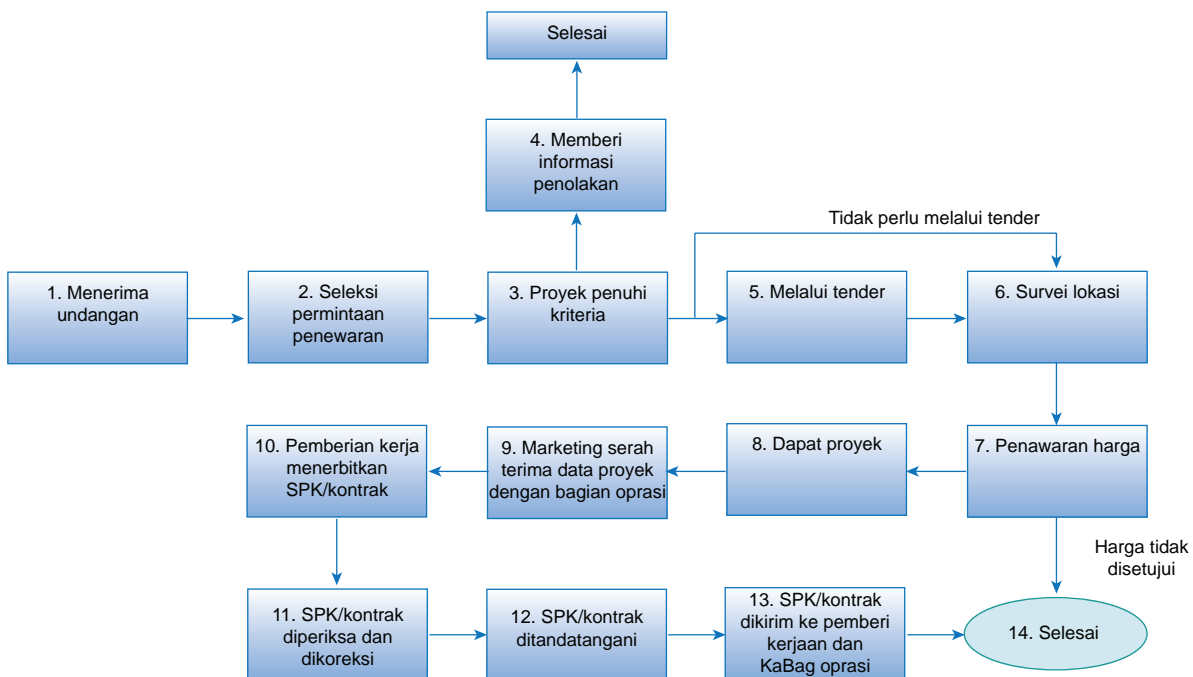 Selesai
4. Memberi
informasi
penolakan
Tidak perlu melalui tender
1. Menerima
undangan
2. Seleksi
permintaan
penewaran
3. Proyek penuhi
kriteria
5. Melalui tender
6. Survei lokasi
10. Pemberian kerja
menerbitkan
SPK/kontrak
9. Marketing serah
terima data proyek
dengan bagian oprasi
8. Dapat proyek
7. Penawaran harga
Harga tidak
disetujui
11. SPK/kontrak
diperiksa dan
dikoreksi
12. SPK/kontrak
ditandatangani
13. SPK/kontrak
dikirim ke pemberi
kerjaan dan
KaBag oprasi
14. Selesai